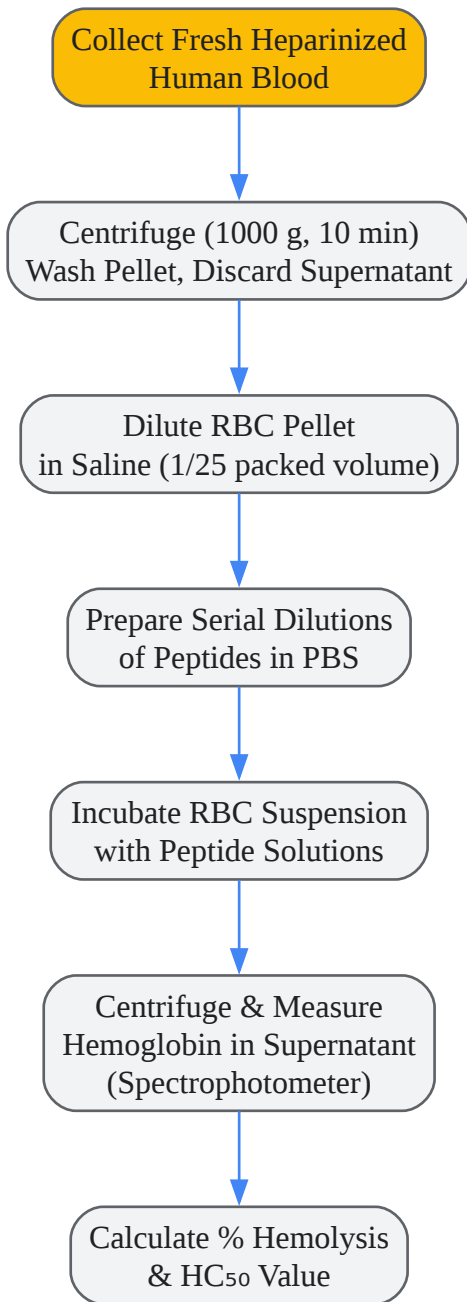 Collect Fresh Heparinized
Human Blood
Centrifuge (1000 g, 10 min)
Wash Pellet, Discard Supernatant
Dilute RBC Pellet
in Saline (1/25 packed volume)
Prepare Serial Dilutions
of Peptides in PBS
Incubate RBC Suspension
with Peptide Solutions
Centrifuge & Measure
Hemoglobin in Supernatant
(Spectrophotometer)
Calculate % Hemolysis
& HC₅₀ Value